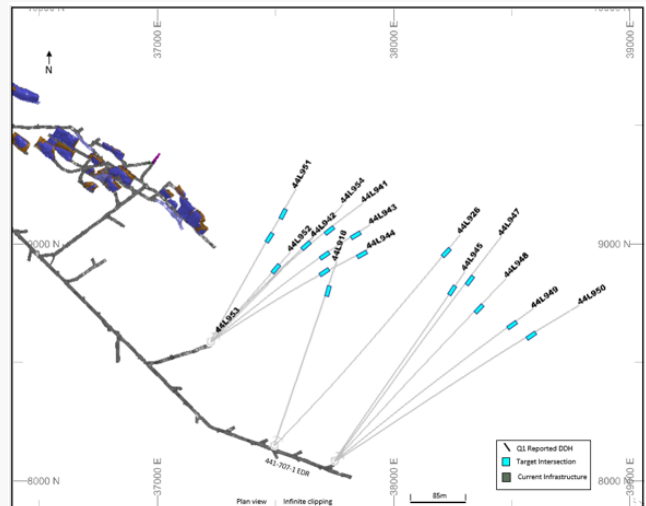 37000 E
38000 E
39000 E
N
44L951
44L954
44L941
44L942
44L943
44L952
44L944
44L918
44L926
44L947
44L945
44L948
44L949
44L950
44L953
9000 N
9000 N
8000 N
8000 N
441-707-1 EDR
37000 E
38000 E
Q1 Reported DDH
Target Intersection
Current Infrastructure
Plan view
Infinite clipping
85m